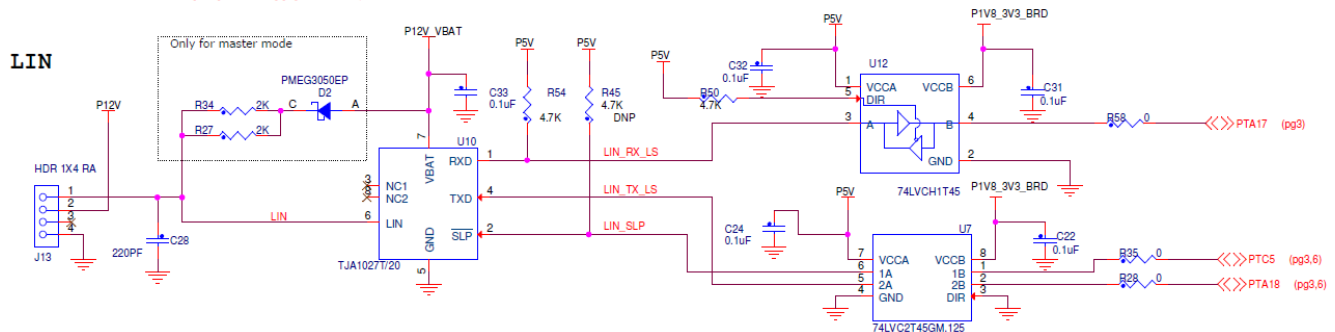 LIN
Only for master mode
PMEG3050EP
D2
C
A
R34
2K
R27
2K
P12V
P12V_VBAT
C33
0.1uF
P5V
R54
4.7K
P5V
R45
4.7K
DNP
P5V
R50
4.7K
C32
0.1uF
P5V
P1V8_3V3_BRD
U12
1
VCCA
VCCB
6
5
DIR
3
A
B
4
GND
2
74LVCH1T45
C31
0.1uF
R58
0
PTA17 (pg3)
HDR 1X4 RA
1
2
3
4
J13
C28
220PF
LIN
U10
7
VBAT
RXD
1
3
NC1
8
NC2
TXD
4
6
LIN
SLP
2
GND
5
TJA1027T/20
LIN_RX_LS
LIN_TX_LS
LIN_SLP
P5V
P1V8_3V3_BRD
C24
0.1uF
U7
7
VCCA
VCCB
8
6
1A
1B
1
5
2A
2B
2
4
GND
DIR
3
74LVC2T45GM,125
C22
0.1uF
R35
0
PTC5 (pg3,6)
R28
0
PTA18 (pg3,6)